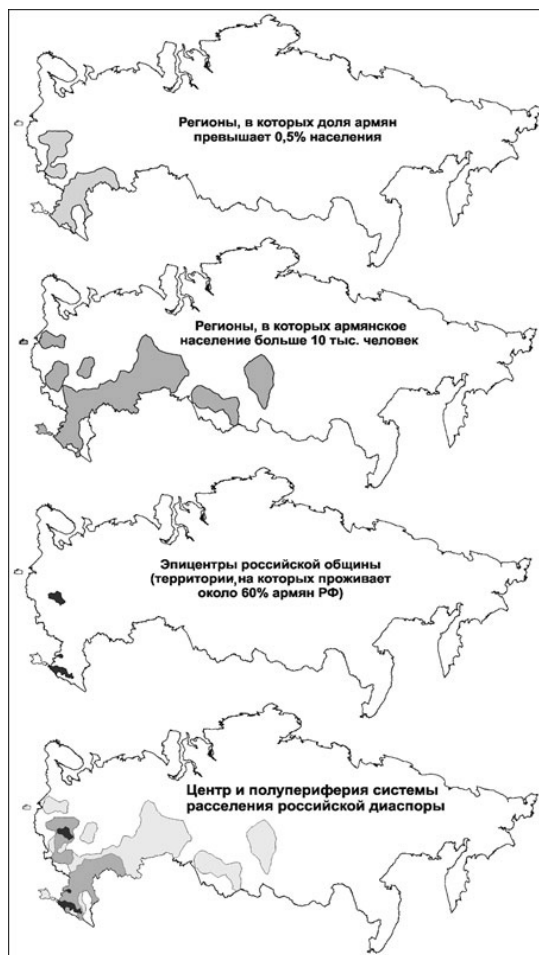 Регионы, в которых доля армян
превышает 0,5% населения
Регионы, в которых армянское
население больше 10 тыс. человек
Эпицентры российской общины
(территории,на которых проживает
около 60% армян РФ)
Центр и полупериферия системы
расселения российской диаспоры